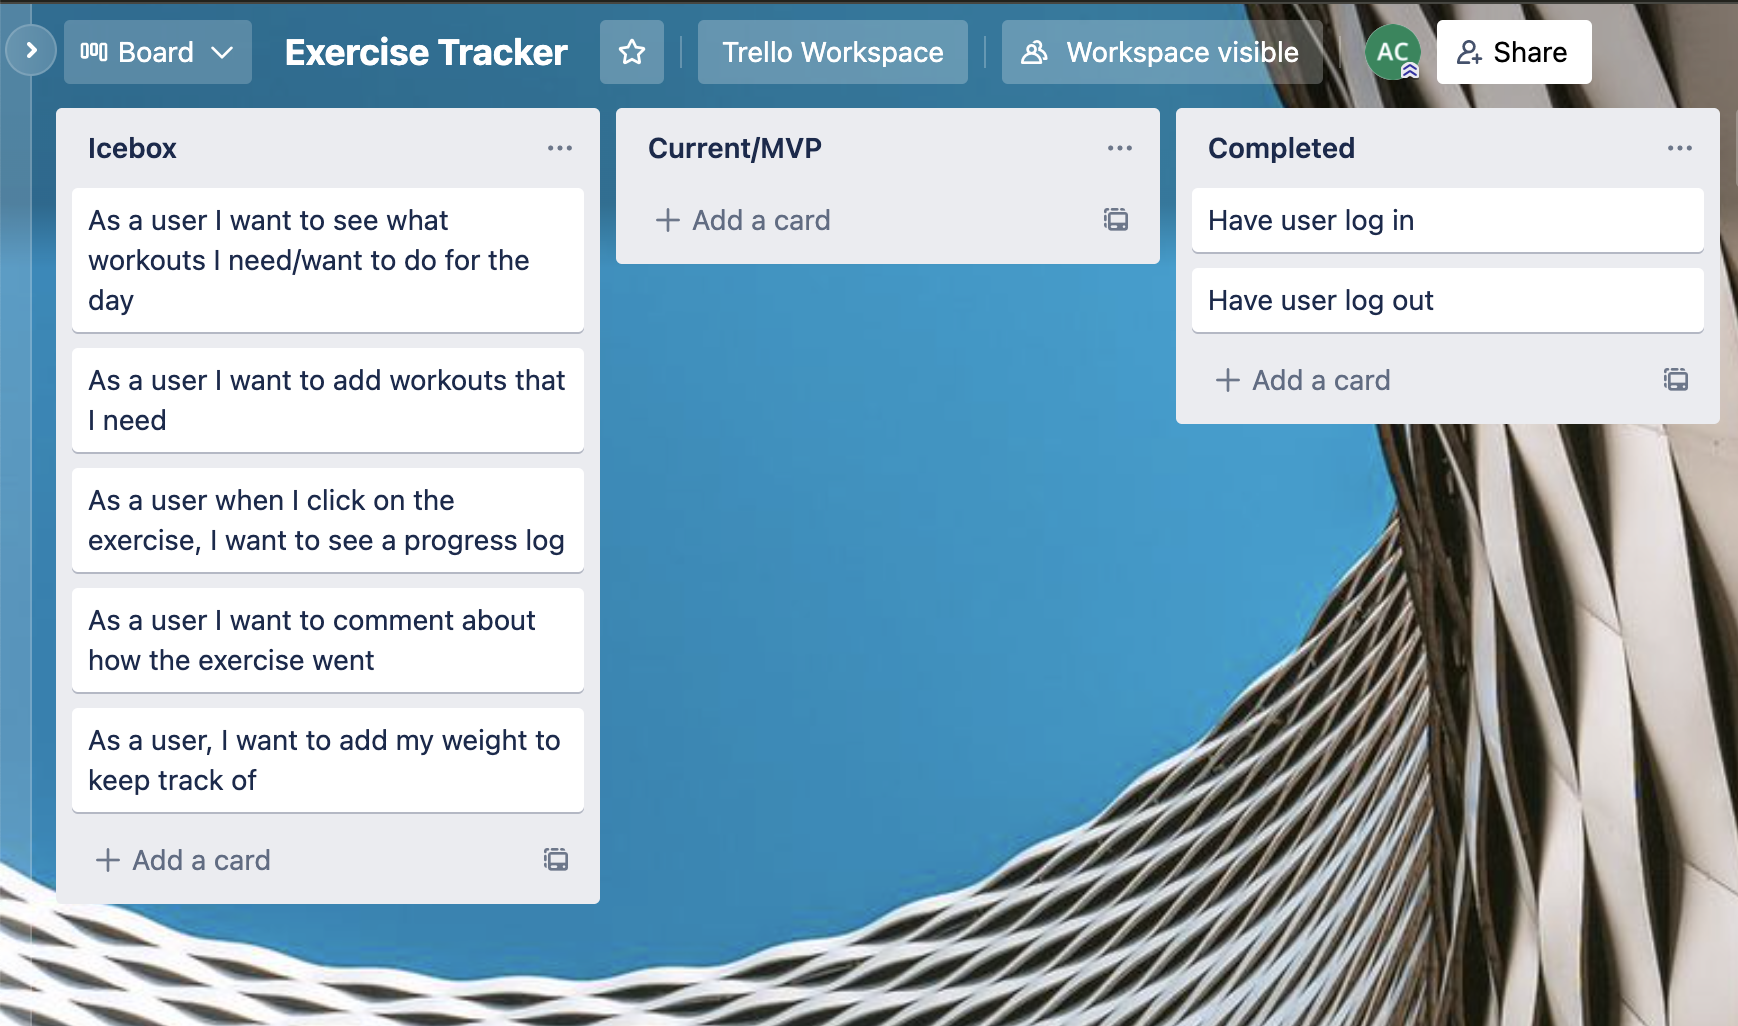 Board
Exercise Tracker
Trello Workspace
Workspace visible
AC
Share
Icebox
As a user I want to see what
workouts I need/want to do for the
day
As a user I want to add workouts that
I need
As a user when I click on the
exercise, I want to see a progress log
As a user I want to comment about
how the exercise went
As a user, I want to add my weight to
keep track of
Add a card
Current/MVP
Add a card
Completed
Have user log in
Have user log out
Add a card